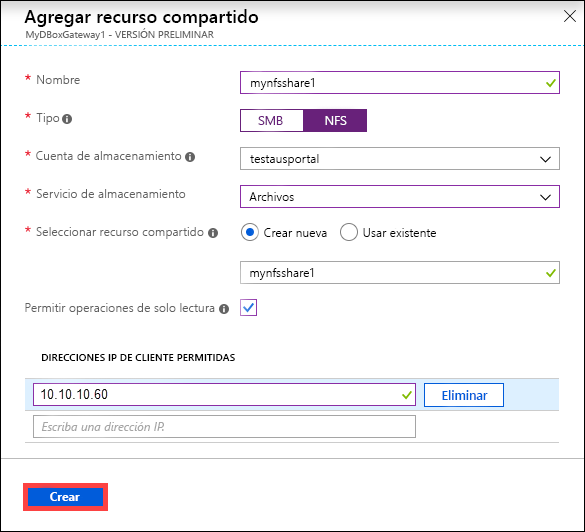 Agregar recurso compartido
MyDBoxGateway1 - VERSIÓN PRELIMINAR
* Nombre
mynfsshare1
* Tipo
SMB NFS
* Cuenta de almacenamiento
testausportal
* Servicio de almacenamiento
Archivos
* Seleccionar recurso compartido
Crear nueva Usar existente
mynfsshare1
Permitir operaciones de solo lectura
DIRECCIONES IP DE CLIENTE PERMITIDAS
10.10.10.60 Eliminar
Escriba una dirección IP.
Crear